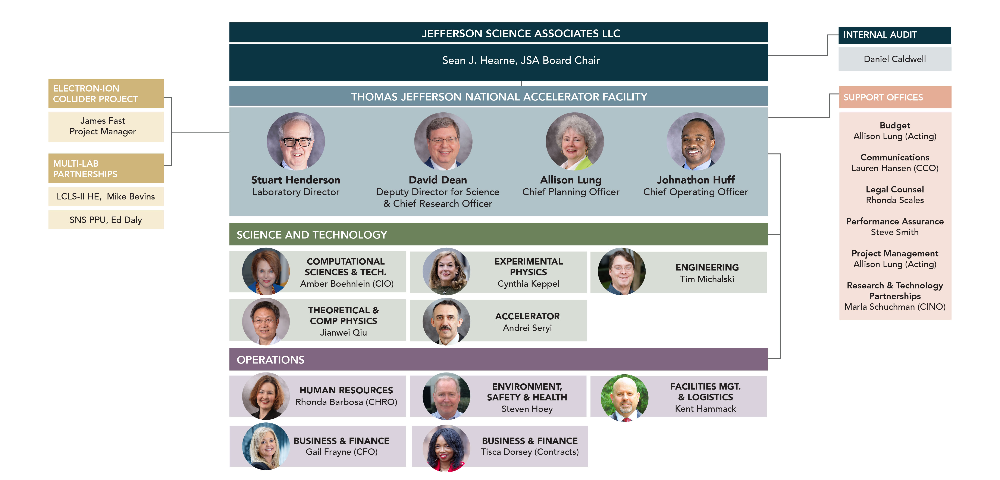 JEFFERSON SCIENCE ASSOCIATES LLC
Sean J. Hearne, JSA Board Chair
INTERNAL AUDIT
Daniel Caldwell
ELECTRON-ION
COLLIDER PROJECT
James Fast
Project Manager
MULTI-LAB
PARTNERSHIPS
LCLS-II HE, Mike Bevins
SNS PPU, Ed Daly
THOMAS JEFFERSON NATIONAL ACCELERATOR FACILITY
Stuart Henderson
Laboratory Director
David Dean
Deputy Director for Science
& Chief Research Officer
Allison Lung
Chief Planning Officer
Johnathon Huff
Chief Operating Officer
SUPPORT OFFICES
Budget
Allison Lung (Acting)
Communications
Lauren Hansen (CCO)
Legal Counsel
Rhonda Scales
Performance Assurance
Steve Smith
Project Management
Allison Lung (Acting)
Research & Technology
Partnerships
Marla Schuchman (CINO)
SCIENCE AND TECHNOLOGY
COMPUTATIONAL
SCIENCES & TECH.
Amber Boehnlein (CIO)
EXPERIMENTAL
PHYSICS
Cynthia Keppel
ENGINEERING
Tim Michalski
THEORETICAL &
COMP PHYSICS
Jianwei Qiu
ACCELERATOR
Andrei Seryi
OPERATIONS
HUMAN RESOURCES
Rhonda Barbosa (CHRO)
ENVIRONMENT,
SAFETY & HEALTH
Steven Hoey
FACILITIES MGT.
& LOGISTICS
Kent Hammack
BUSINESS & FINANCE
Gail Frayne (CFO)
BUSINESS & FINANCE
Tisca Dorsey (Contracts)